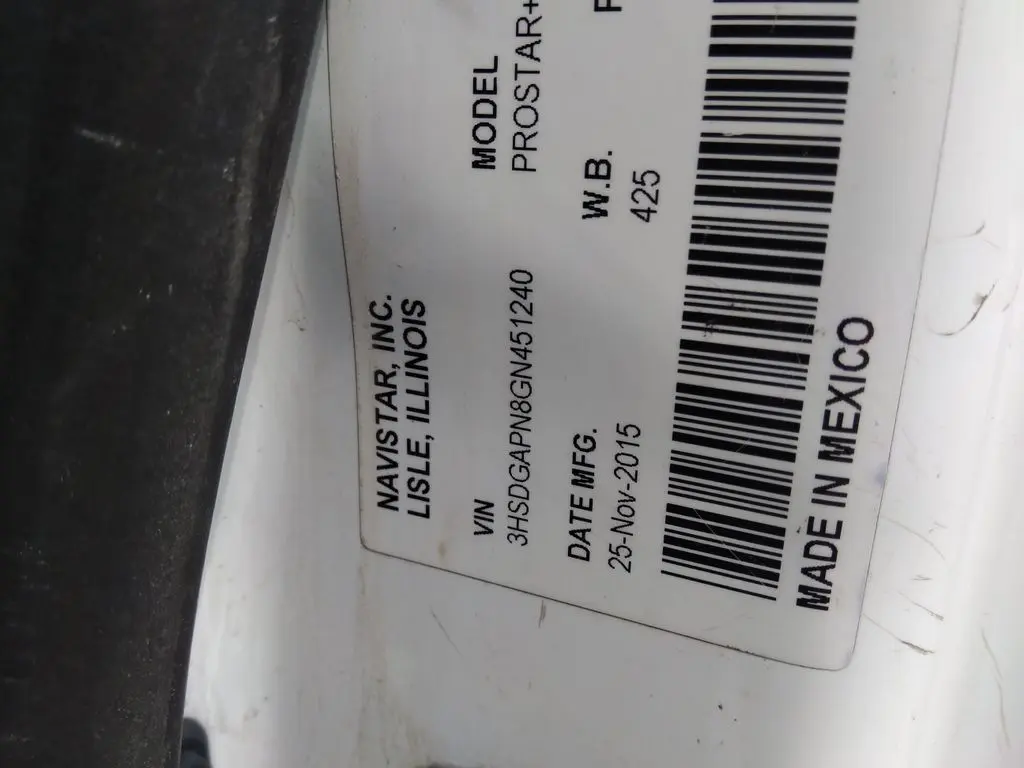 NAVISTAR, INC.
LISLE, ILLINOIS
VIN
3HSDGAPN8GN451240
MODEL
PROSTAR+
DATE MFG.
25-Nov-2015
W.B.
425
MADE IN MEXICO